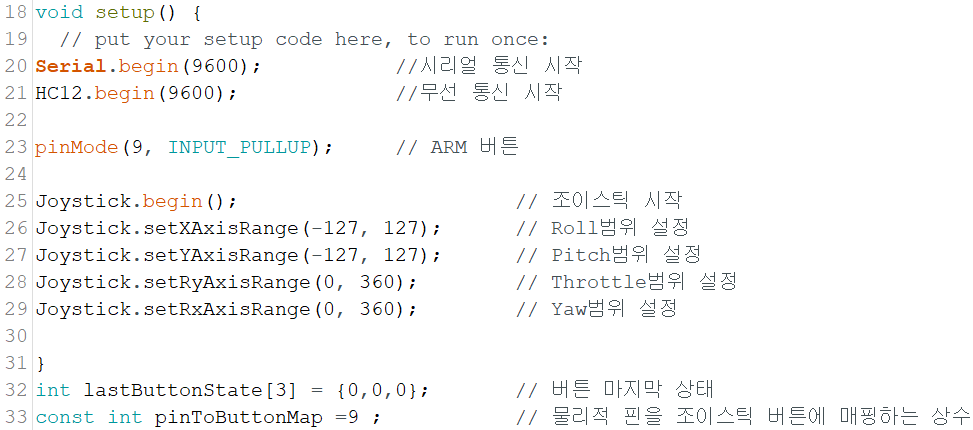 18 void setup() {
19   // put your setup code here, to run once:
20 Serial.begin(9600);             //시리얼 통신 시작
21 HC12.begin(9600);               //무선 통신 시작
22
23 pinMode(9, INPUT_PULLUP);     // ARM 버튼
24
25 Joystick.begin();                       // 조이스틱 시작
26 Joystick.setXAxisRange(-127, 127);      // Roll범위 설정
27 Joystick.setYAxisRange(-127, 127);      // Pitch범위 설정
28 Joystick.setRyAxisRange(0, 360);        // Throttle범위 설정
29 Joystick.setRxAxisRange(0, 360);        // Yaw범위 설정
30
31 }
32 int lastButtonState[3] = {0,0,0};       // 버튼 마지막 상태
33 const int pinToButtonMap =9 ;           // 물리적 핀을 조이스틱 버튼에 매핑하는 상수